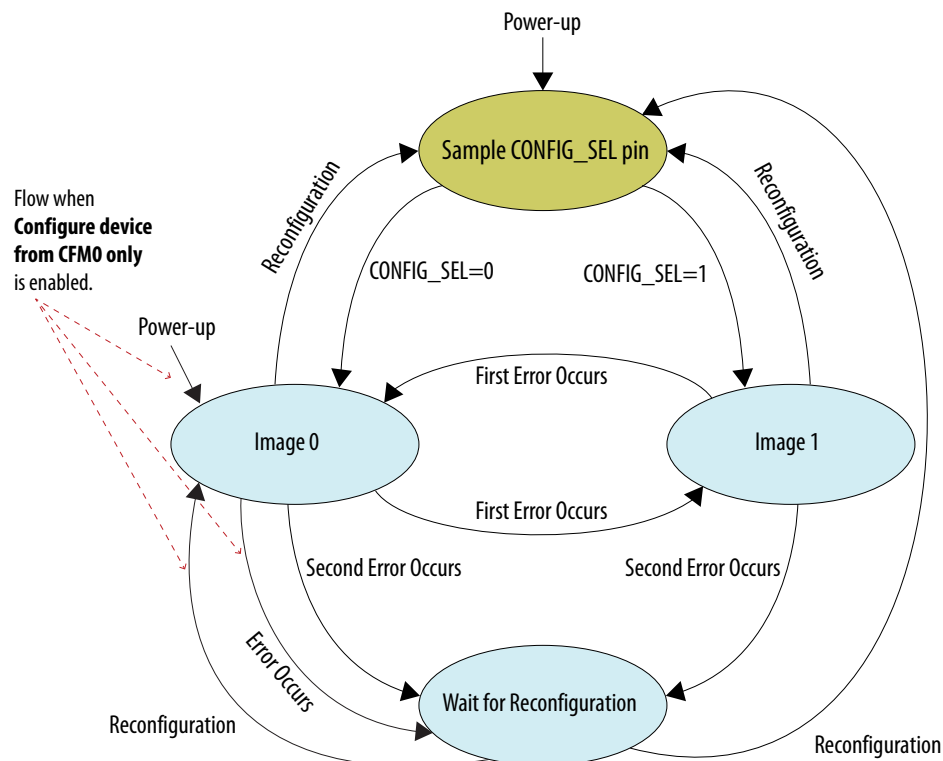 Power-up
Sample CONFIG_SEL pin
Reconfiguration
Reconfiguration
Flow when
Configure device
from CFM0 only
is enabled.
CONFIG_SEL=0
CONFIG_SEL=1
Power-up
First Error Occurs
Image 0
Image 1
First Error Occurs
Second Error Occurs
Second Error Occurs
Error Occurs
Wait for Reconfiguration
Reconfiguration
Reconfiguration